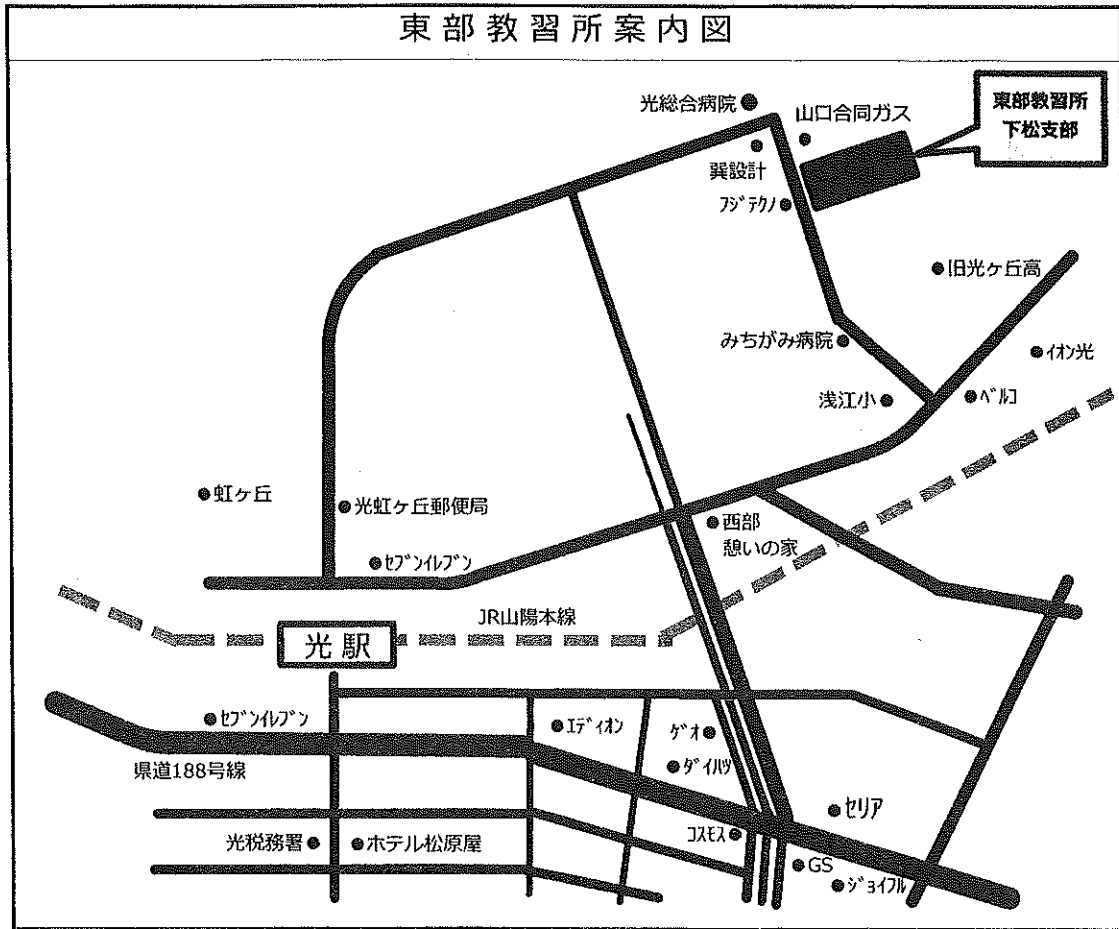 東部教習所案内図
光総合病院
山口合同ガス
東部教習所
下松支部
巽設計
ﾌｼﾞﾃｸﾉ
旧光ヶ丘高
みちがみ病院
ｲｵﾝ光
浅江小
ﾍﾞﾙｺ
虹ヶ丘
光虹ヶ丘郵便局
西部
憩いの家
ｾﾌﾞﾝｲﾚﾌﾞﾝ
JR山陽本線
光駅
ｾﾌﾞﾝｲﾚﾌﾞﾝ
ｴﾃﾞｨｵﾝ
ｹﾞｵ
県道188号線
ﾀﾞｲﾊﾂ
ｾﾘｱ
光税務署
ホテル松原屋
ｺｽﾓｽ
GS
ｼﾞｮｲﾌﾙ